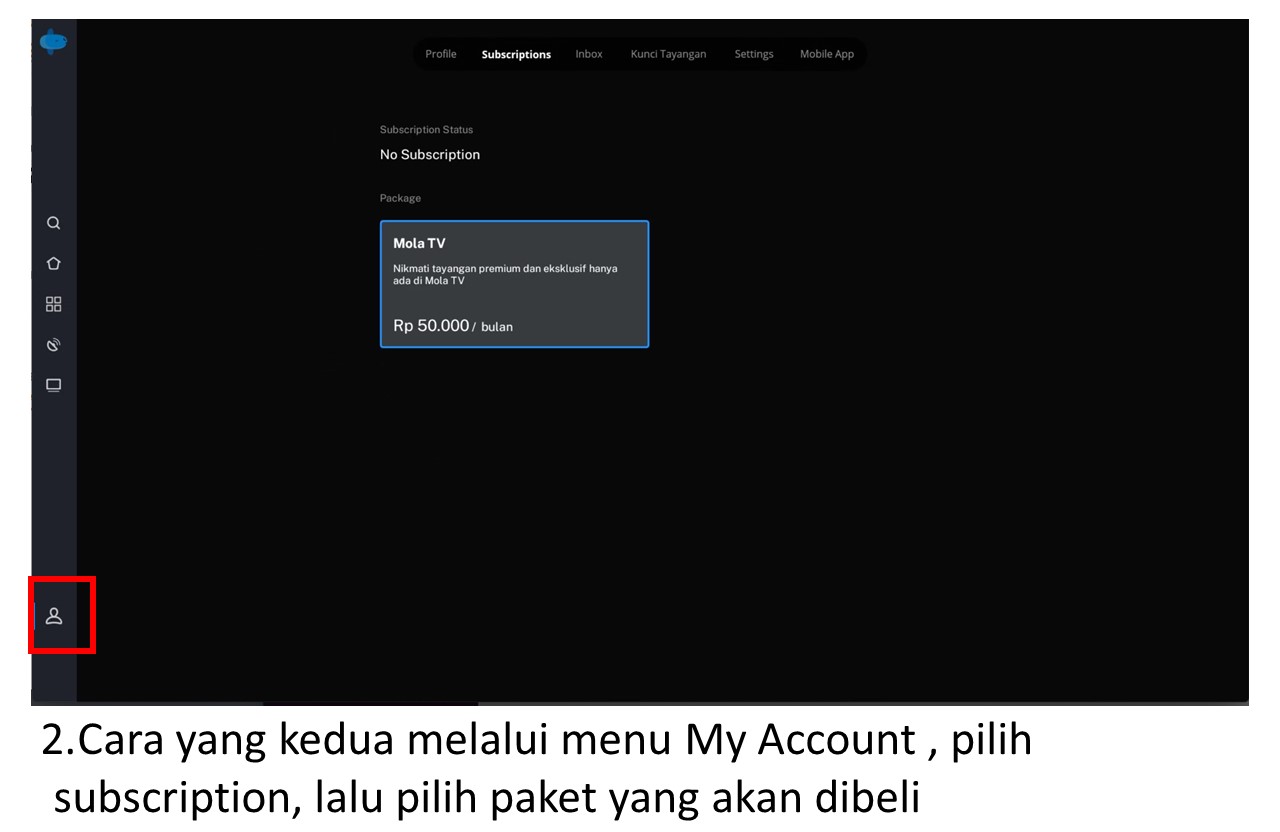 Profile Subscriptions Inbox Kunci Tayangan Settings Mobile App
Subscription Status
No Subscription
Package
Mola TV
Nikmati tayangan premium dan eksklusif hanya
ada di Mola TV
Rp 50.000 / bulan
2.Cara yang kedua melalui menu My Account , pilih
subscription, lalu pilih paket yang akan dibeli